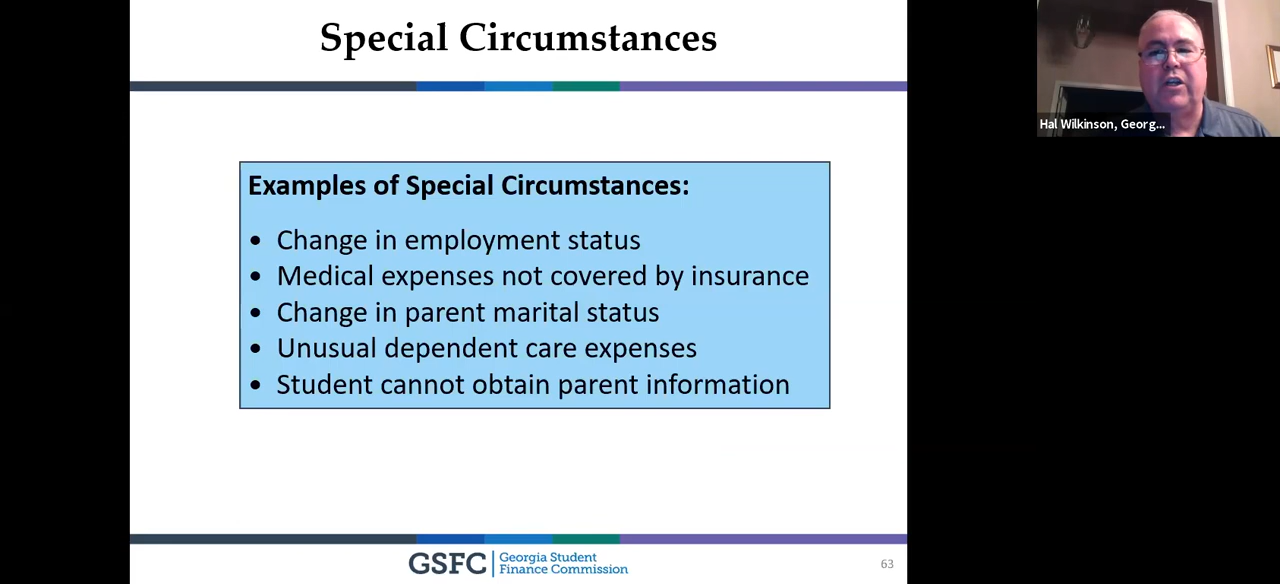 Special Circumstances
Hal Wilkinson, Georg...
Examples of Special Circumstances:
• Change in employment status
• Medical expenses not covered by insurance
• Change in parent marital status
• Unusual dependent care expenses
• Student cannot obtain parent information
GSFC
Georgia Student
Finance Commission
63